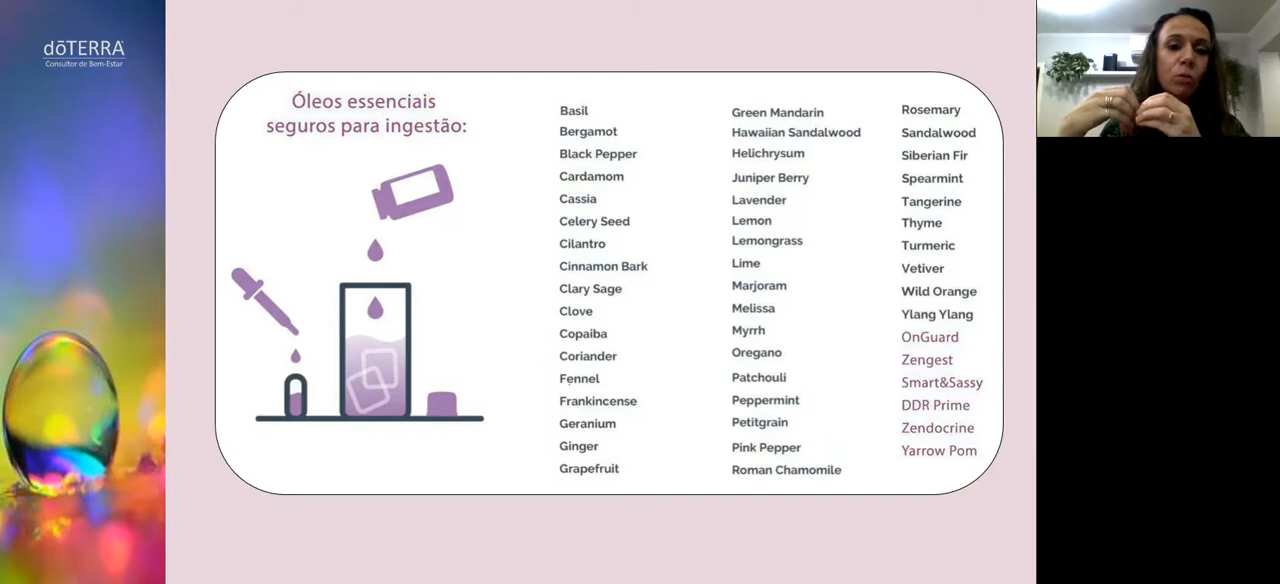 dōTERRA
Consultor de Bem-Estar
Óleos essenciais
seguros para ingestão:
Basil
Bergamot
Black Pepper
Cardamom
Cassia
Celery Seed
Cilantro
Cinnamon Bark
Clary Sage
Clove
Copaiba
Coriander
Fennel
Frankincense
Geranium
Ginger
Grapefruit
Green Mandarin
Hawaiian Sandalwood
Helichrysum
Juniper Berry
Lavender
Lemon
Lemongrass
Lime
Marjoram
Melissa
Myrrh
Oregano
Patchouli
Peppermint
Petitgrain
Pink Pepper
Roman Chamomile
Rosemary
Sandalwood
Siberian Fir
Spearmint
Tangerine
Thyme
Turmeric
Vetiver
Wild Orange
Ylang Ylang
OnGuard
Zengest
Smart&Sassy
DDR Prime
Zendocrine
Yarrow Pom